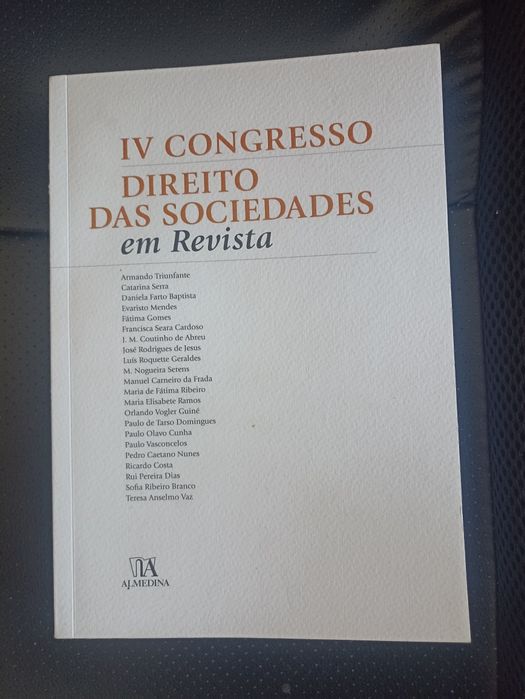 IV CONGRESSO
DIREITO
DAS SOCIEDADES
em Revista
Armando Triunfante
Catarina Serra
Daniela Farto Baptista
Evaristo Mendes
Fátima Gomes
Francisca Seara Cardoso
J. M. Coutinho de Abreu
José Rodrigues de Jesus
Luís Roquette Geraldes
M. Nogueira Serens
Manuel Carneiro da Frada
Maria de Fátima Ribeiro
Maria Elisabete Ramos
Orlando Vogler Guiné
Paulo de Tarso Domingues
Paulo Olavo Cunha
Paulo Vasconcelos
Pedro Caetano Nunes
Ricardo Costa
Rui Pereira Dias
Sofia Ribeiro Branco
Teresa Anselmo Vaz
ALMEDINA